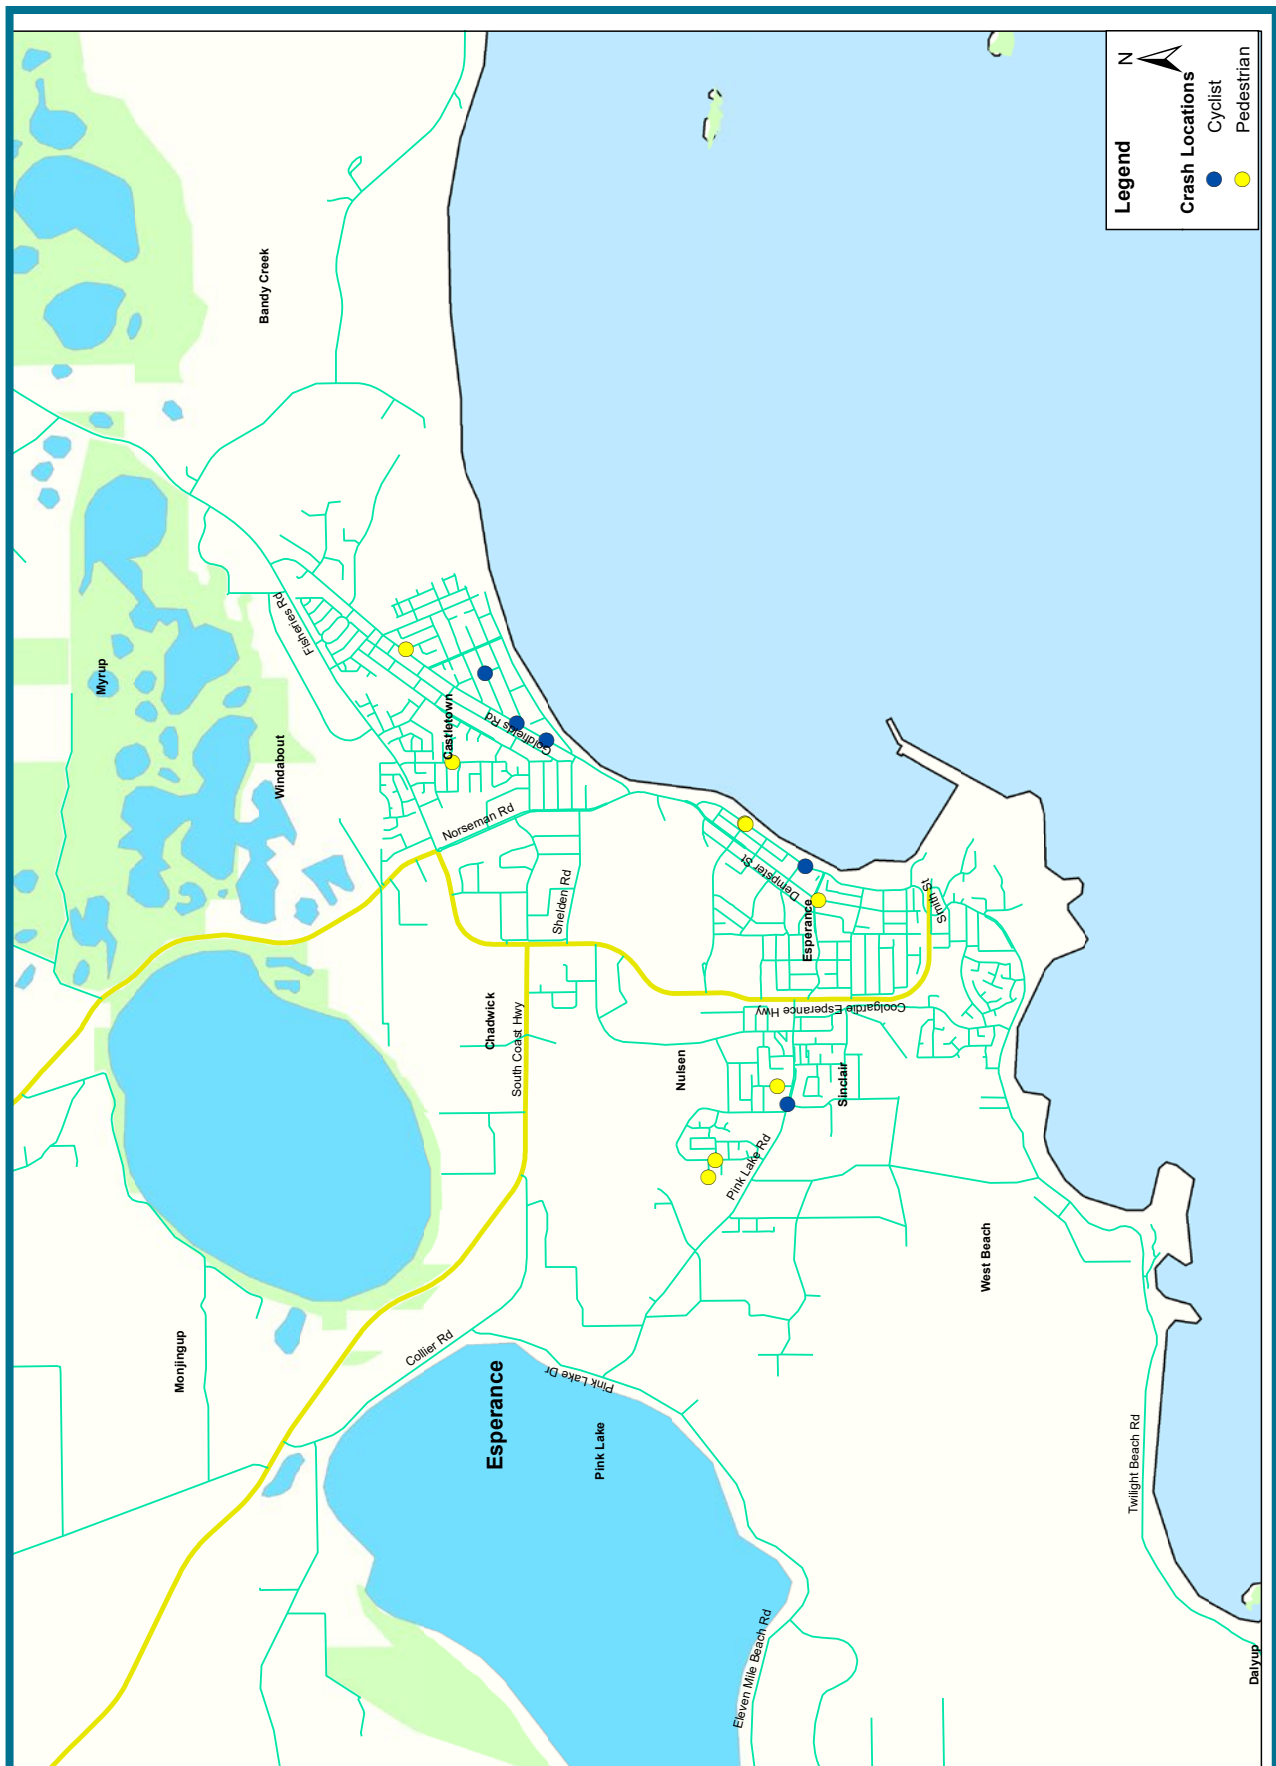 Legend
N
Crash Locations
Cyclist
Pedestrian
Bandy Creek
Myrup
Windabout
Fisheries Rd
Castletown
Goldfields Rd
Norseman Rd
Shelden Rd
Dempster St
Esperance
Smith St
Coolgardie Esperance Hwy
Chadwick
South Coast Hwy
Nulsen
Sinclair
Pink Lake Rd
West Beach
Monjingup
Collier Rd
Esperance
Pink Lake Dr
Pink Lake
Twilight Beach Rd
Eleven Mile Beach Rd
Dalyup